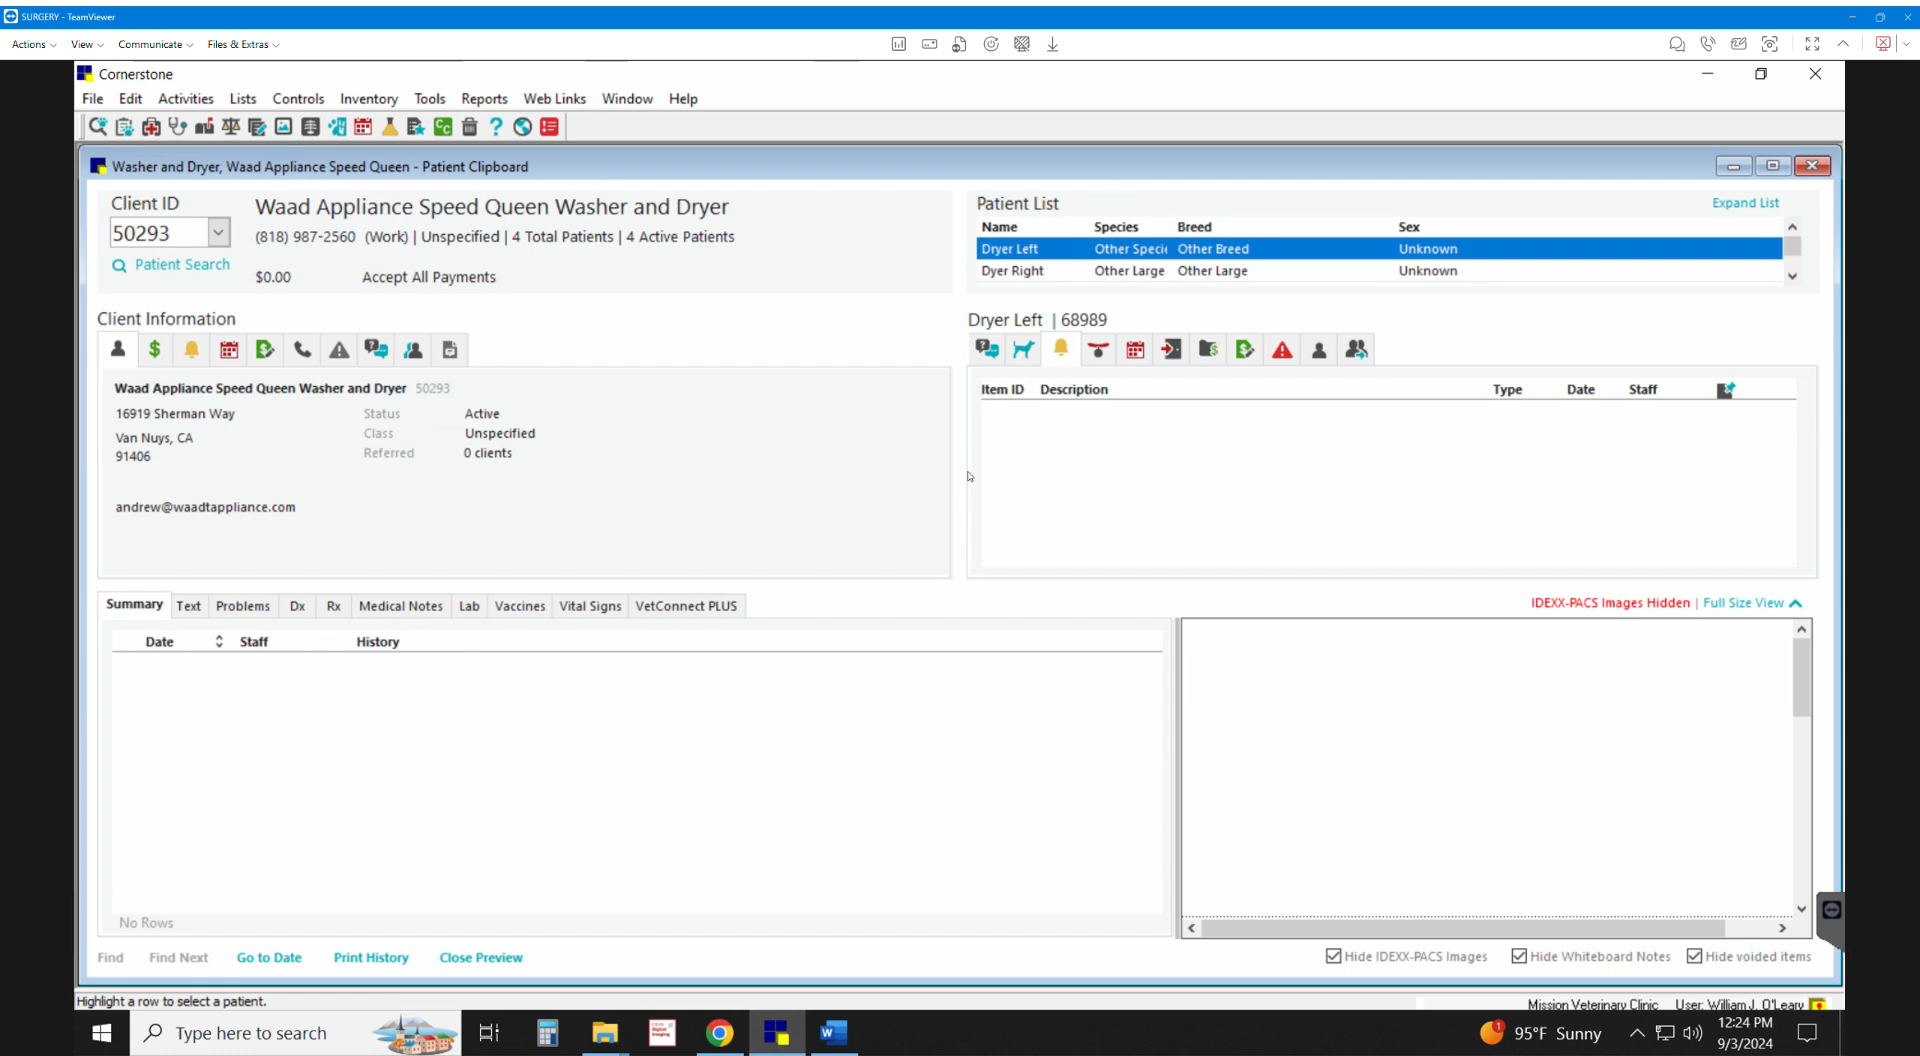 SURGERY - TeamViewer
Actions View Communicate Files & Extras
Cornerstone
File Edit Activities Lists Controls Inventory Tools Reports Web Links Window Help
Washer and Dryer, Waad Appliance Speed Queen - Patient Clipboard
Client ID
50293
Patient Search
Waad Appliance Speed Queen Washer and Dryer
(818) 987-2560 (Work) | Unspecified | 4 Total Patients | 4 Active Patients
$0.00 Accept All Payments
Patient List Expand List
Name Species Breed Sex
Dryer Left Other Specie Other Breed Unknown
Dyer Right Other Large Other Large Unknown
Client Information
Waad Appliance Speed Queen Washer and Dryer 50293
16919 Sherman Way
Van Nuys, CA
91406
Status Active
Class Unspecified
Referred 0 clients
andrew@waadtappliance.com
Dryer Left | 68989
Item ID Description Type Date Staff
Summary Text Problems Dx Rx Medical Notes Lab Vaccines Vital Signs VetConnect PLUS
IDEXX-PACS Images Hidden | Full Size View
Date Staff History
No Rows
Find Find Next Go to Date Print History Close Preview
Hide IDEXX-PACS Images Hide Whiteboard Notes Hide voided items
Highlight a row to select a patient.
Mission Veterinary Clinic User: William J. O'Leary
Type here to search
95°F Sunny
12:24 PM
9/3/2024